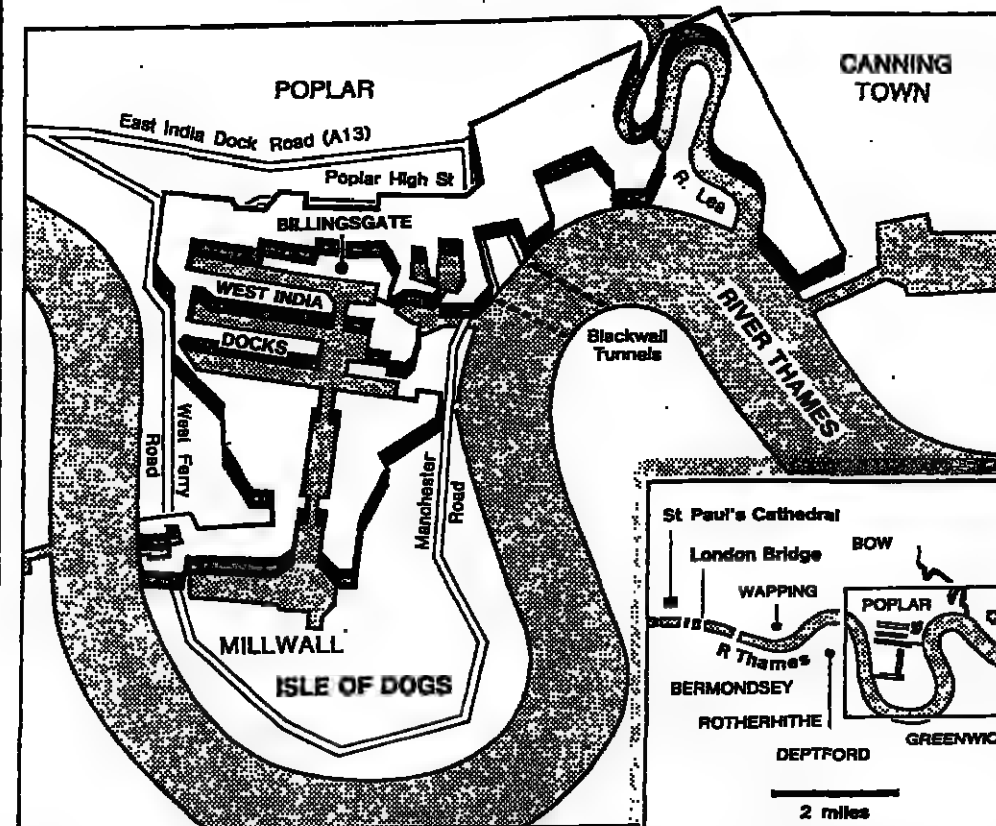 POPLAR
CANNING
TOWN
East India Dock Road (A13)
Poplar High St
R. Lea
BILLINGSGATE
WEST INDIA
DOCKS
RIVER THAMES
Blackwall
Tunnels
West Ferry
Road
Manchester
Road
MILLWALL
ISLE OF DOGS
St Paul's Cathedral
London Bridge
BOW
WAPPING
POPLAR
R Thames
BERMONDSEY
ROTHERHITHE
GREENWIC
DEPTFORD
2 miles